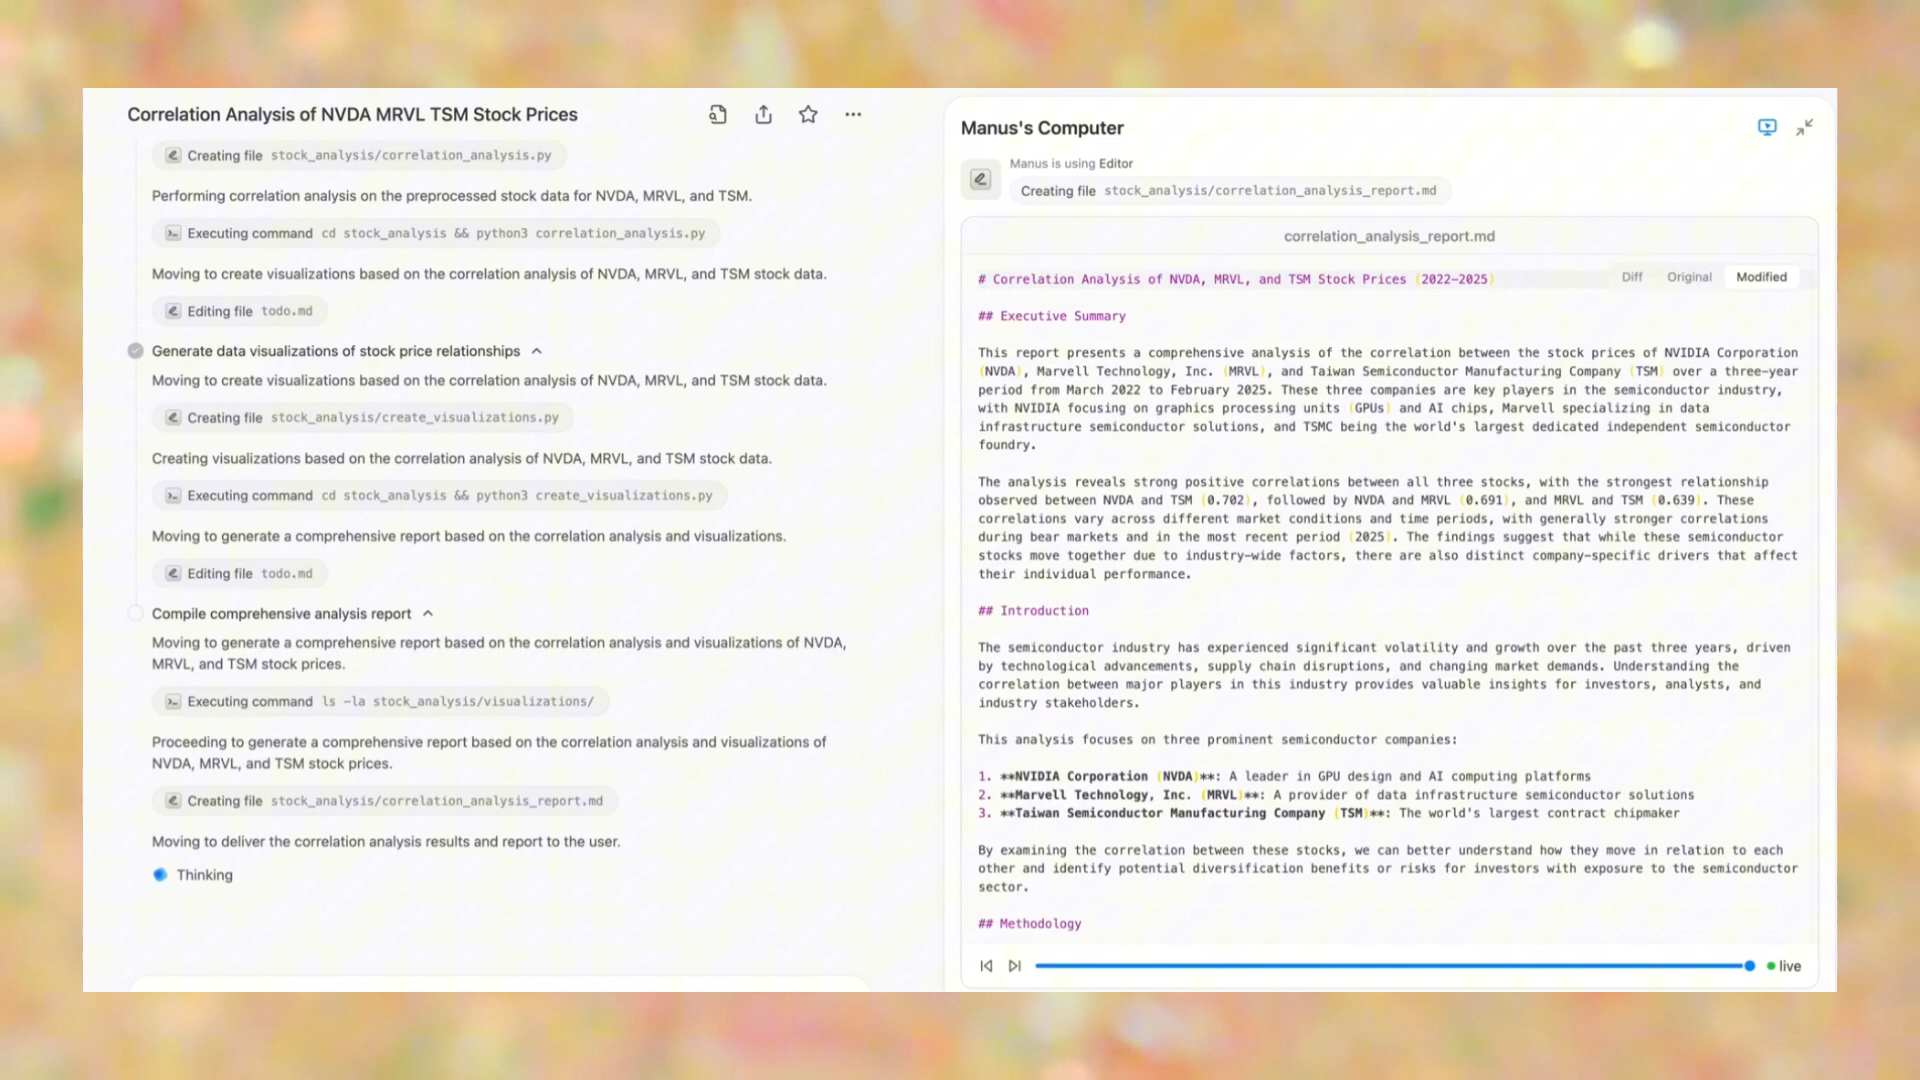 Correlation Analysis of NVDA MRVL TSM Stock Prices
Creating file stock_analysis/correlation_analysis.py
Performing correlation analysis on the preprocessed stock data for NVDA, MRVL, and TSM.
Executing command cd stock_analysis && python3 correlation_analysis.py
Moving to create visualizations based on the correlation analysis of NVDA, MRVL, and TSM stock data.
Editing file todo.md
Generate data visualizations of stock price relationships
Moving to create visualizations based on the correlation analysis of NVDA, MRVL, and TSM stock data.
Creating file stock_analysis/create_visualizations.py
Creating visualizations based on the correlation analysis of NVDA, MRVL, and TSM stock data.
Executing command cd stock_analysis && python3 create_visualizations.py
Moving to generate a comprehensive report based on the correlation analysis and visualizations.
Editing file todo.md
Compile comprehensive analysis report
Moving to generate a comprehensive report based on the correlation analysis and visualizations of NVDA,
MRVL, and TSM stock prices.
Executing command ls -la stock_analysis/visualizations/
Proceeding to generate a comprehensive report based on the correlation analysis and visualizations of
NVDA, MRVL, and TSM stock prices.
Creating file stock_analysis/correlation_analysis_report.md
Moving to deliver the correlation analysis results and report to the user.
Thinking
Manus's Computer
Manus is using Editor
Creating file stock_analysis/correlation_analysis_report.md
correlation_analysis_report.md
Diff Original Modified
# Correlation Analysis of NVDA, MRVL, and TSM Stock Prices (2022-2025)
## Executive Summary
This report presents a comprehensive analysis of the correlation between the stock prices of NVIDIA Corporation
(NVDA), Marvell Technology, Inc. (MRVL), and Taiwan Semiconductor Manufacturing Company (TSM) over a three-year
period from March 2022 to February 2025. These three companies are key players in the semiconductor industry,
with NVIDIA focusing on graphics processing units (GPUs) and AI chips, Marvell specializing in data
infrastructure semiconductor solutions, and TSMC being the world's largest dedicated independent semiconductor
foundry.
The analysis reveals strong positive correlations between all three stocks, with the strongest relationship
observed between NVDA and TSM (0.702), followed by NVDA and MRVL (0.691), and MRVL and TSM (0.639). These
correlations vary across different market conditions and time periods, with generally stronger correlations
during bear markets and in the most recent period (2025). The findings suggest that while these semiconductor
stocks move together due to industry-wide factors, there are also distinct company-specific drivers that affect
their individual performance.
## Introduction
The semiconductor industry has experienced significant volatility and growth over the past three years, driven
by technological advancements, supply chain disruptions, and changing market demands. Understanding the
correlation between major players in this industry provides valuable insights for investors, analysts, and
industry stakeholders.
This analysis focuses on three prominent semiconductor companies:
1. **NVIDIA Corporation (NVDA)**: A leader in GPU design and AI computing platforms
2. **Marvell Technology, Inc. (MRVL)**: A provider of data infrastructure semiconductor solutions
3. **Taiwan Semiconductor Manufacturing Company (TSM)**: The world's largest contract chipmaker
By examining the correlation between these stocks, we can better understand how they move in relation to each
other and identify potential diversification benefits or risks for investors with exposure to the semiconductor
sector.
## Methodology
live